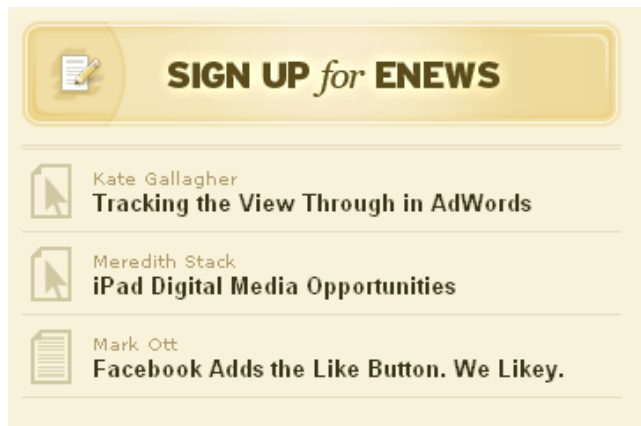 SIGN UP for ENEWS
Kate Gallagher
Tracking the View Through in AdWords
Meredith Stack
iPad Digital Media Opportunities
Mark Ott
Facebook Adds the Like Button. We Likey.